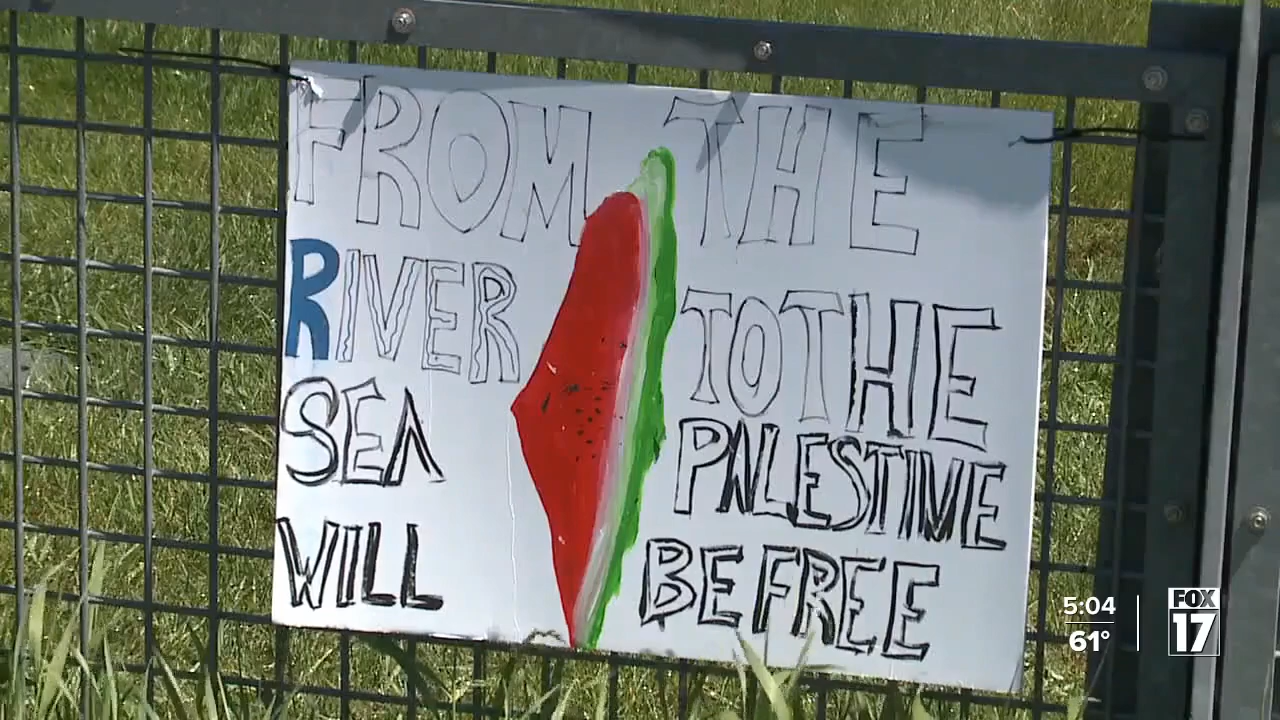 FROM THE
RIVER TO THE
SEA PALESTINE
WILL BE FREE
5:04
61°
FOX
17